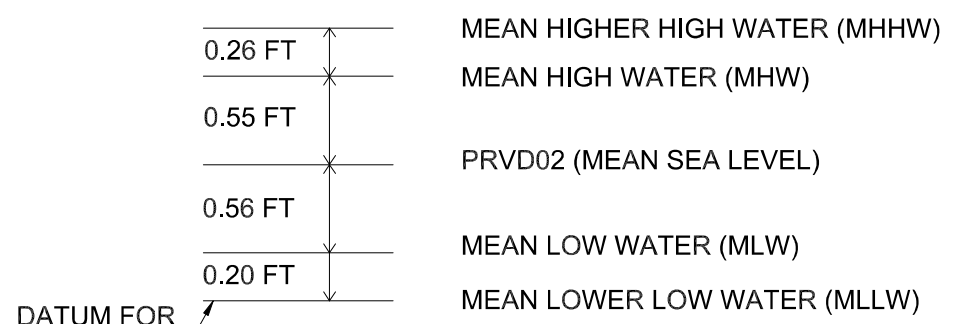 MEAN HIGHER HIGH WATER (MHHW)
0.26 FT
MEAN HIGH WATER (MHW)
0.55 FT
PRVD02 (MEAN SEA LEVEL)
0.56 FT
MEAN LOW WATER (MLW)
0.20 FT
MEAN LOWER LOW WATER (MLLW)
DATUM FOR